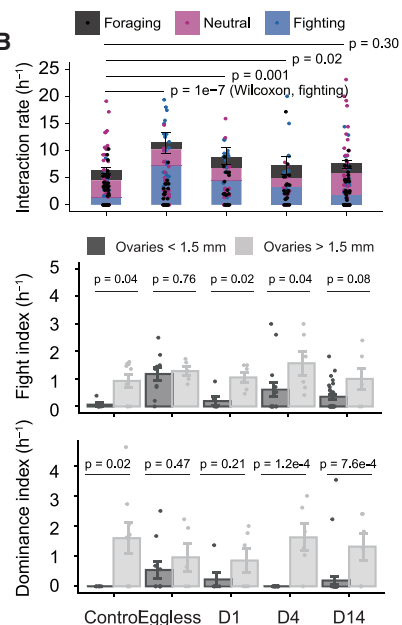 Foraging Neutral Fighting
B
p = 0.30
p = 0.02
p = 0.001
p = 1e−7 (Wilcoxon, fighting)
Interaction rate (h⁻¹)
25
20
15
10
5
0
Ovaries < 1.5 mm Ovaries > 1.5 mm
p = 0.04 p = 0.76 p = 0.02 p = 0.04 p = 0.08
Fight index (h⁻¹)
5
4
3
2
1
0
p = 0.02 p = 0.47 p = 0.21 p = 1.2e-4 p = 7.6e-4
Dominance index (h⁻¹)
4
3
2
1
0
ControEggless D1 D4 D14